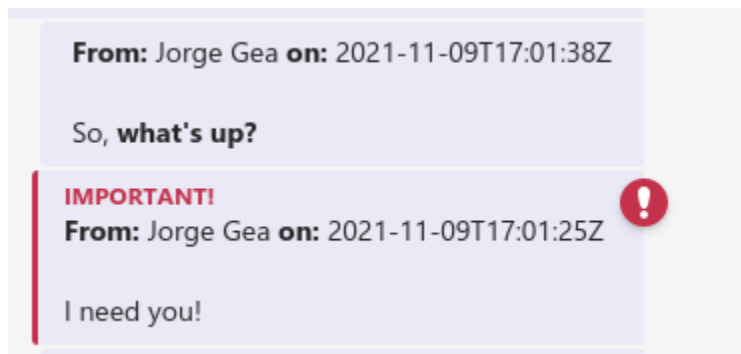 From: Jorge Gea on: 2021-11-09T17:01:38Z
So, what's up?
IMPORTANT!
From: Jorge Gea on: 2021-11-09T17:01:25Z
I need you!